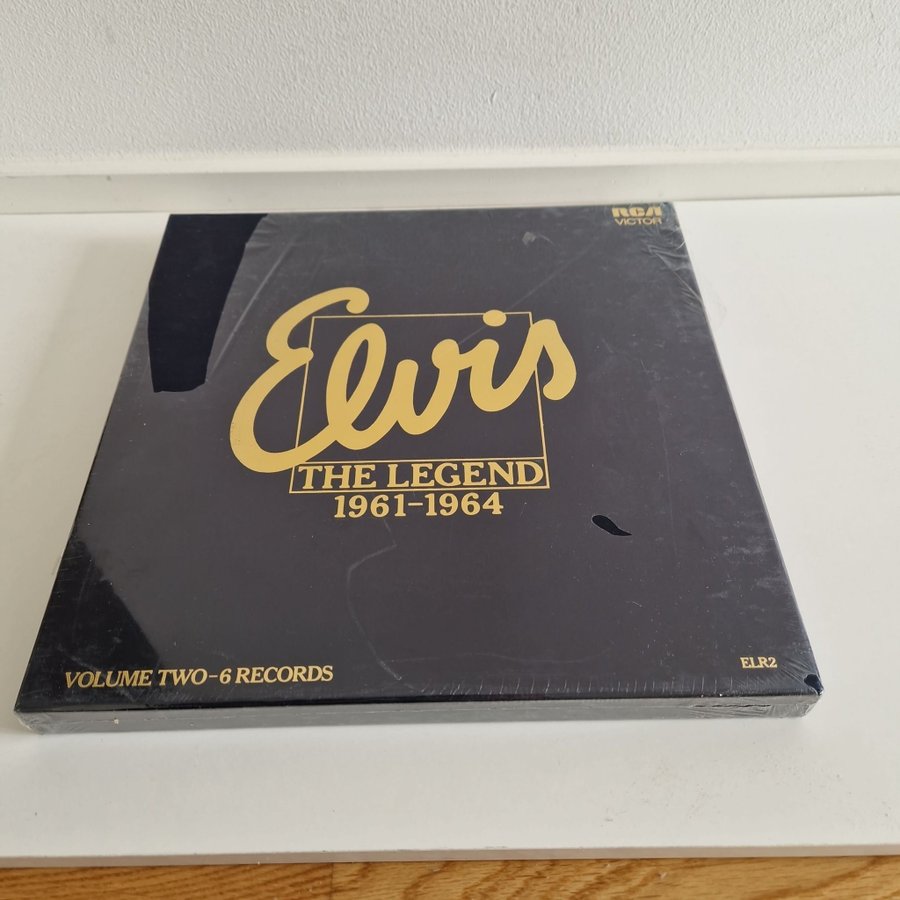 RCA
VICTOR
Elvis
THE LEGEND
1961-1964
VOLUME TWO-6 RECORDS
ELR2